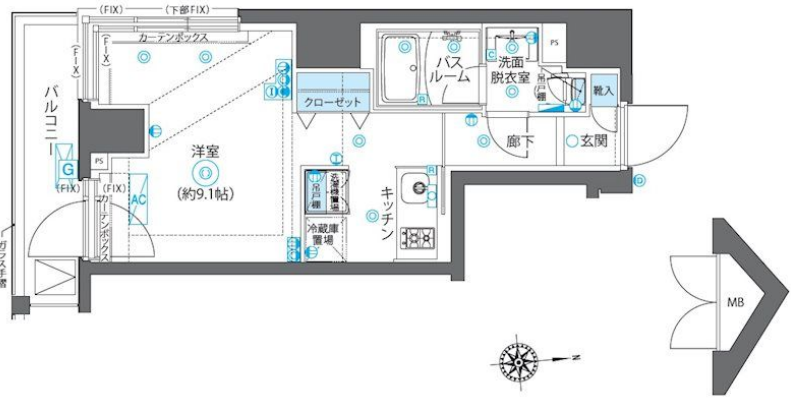 (FIX)
(下部FIX)
カーテンボックス
(FIX)
(FIX)
バルコニー
PS
G
(FIX)
(FIX)
カーテンボックス
AC
ガラス手摺
洋室
(約9.1帖)
クローゼット
バス
ルーム
R
C
洗面
脱衣室
吊戸棚
PS
靴入
廊下
玄関
D
洗濯機置場
吊戸棚
冷蔵庫
置場
キッチン
R
MB
N